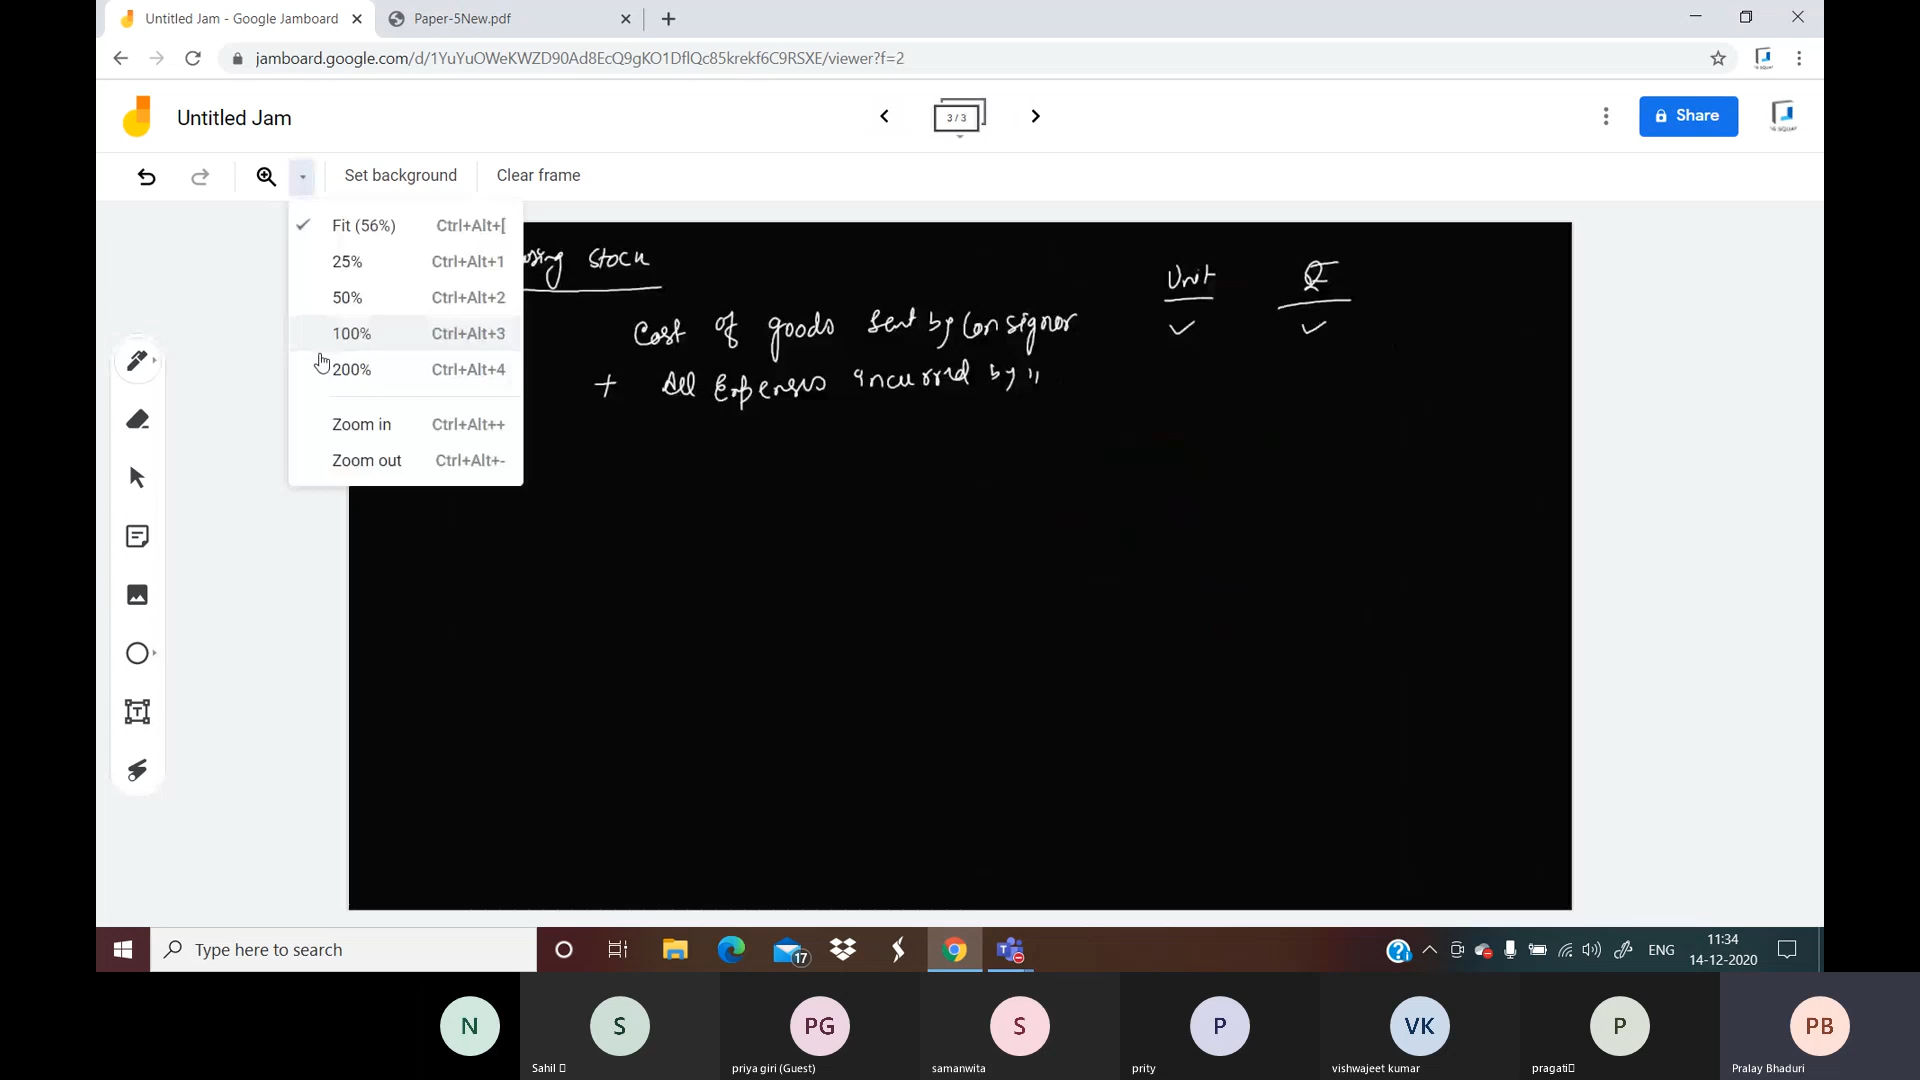 Untitled Jam - Google Jamboard
Paper-5New.pdf
jamboard.google.com/d/1YuYuOWeKWZD90Ad8EcQ9gKO1DflQc85krekf6C9RSXE/viewer?f=2
Untitled Jam
3 / 3
Share
Set background
Clear frame
Fit (56%) Ctrl+Alt+[
25% Ctrl+Alt+1
50% Ctrl+Alt+2
100% Ctrl+Alt+3
200% Ctrl+Alt+4
Zoom in Ctrl+Alt++
Zoom out Ctrl+Alt+-
osing stock
Unit ₹
Cost of goods sent by Consignor ✓ ✓
+ All Expenses incurred by "
Type here to search
17
ENG
11:34
14-12-2020
N S PG S P VK P PB
Sahil priya giri (Guest) samanwita prity vishwajeet kumar pragati Pralay Bhaduri